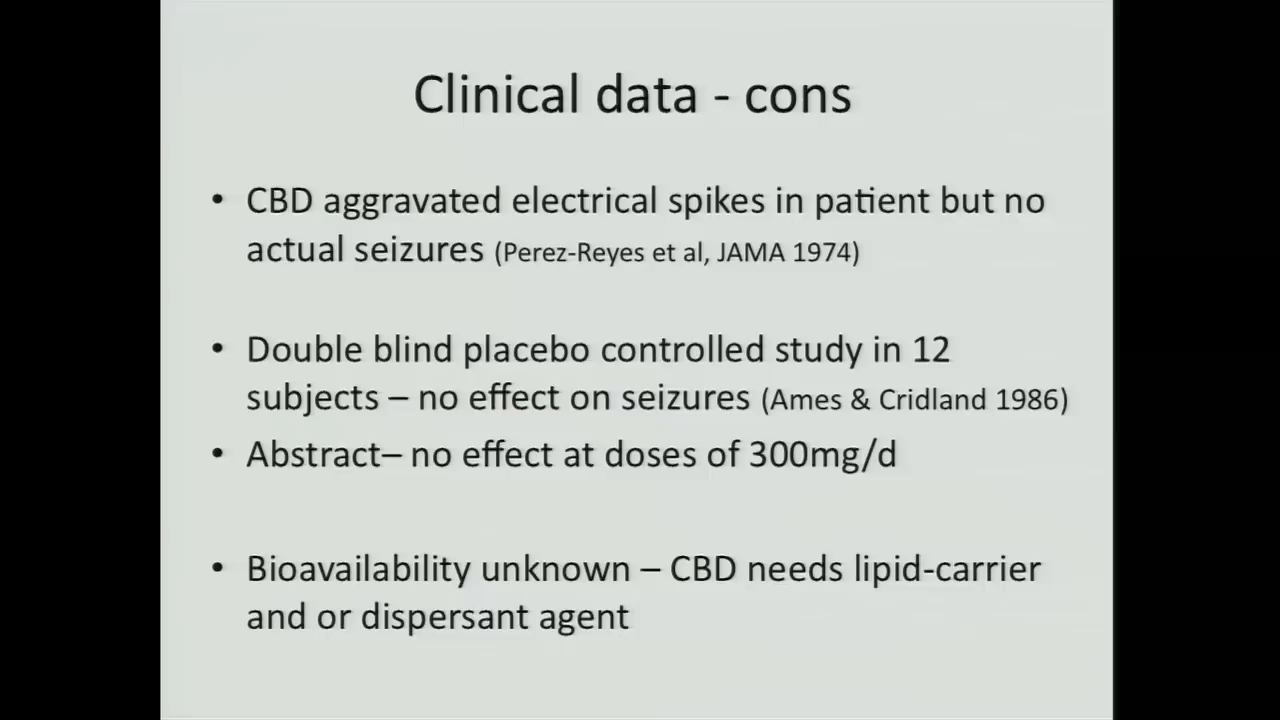 Clinical data - cons
• CBD aggravated electrical spikes in patient but no
actual seizures (Perez-Reyes et al, JAMA 1974)
• Double blind placebo controlled study in 12
subjects – no effect on seizures (Ames & Cridland 1986)
• Abstract– no effect at doses of 300mg/d
• Bioavailability unknown – CBD needs lipid-carrier
and or dispersant agent